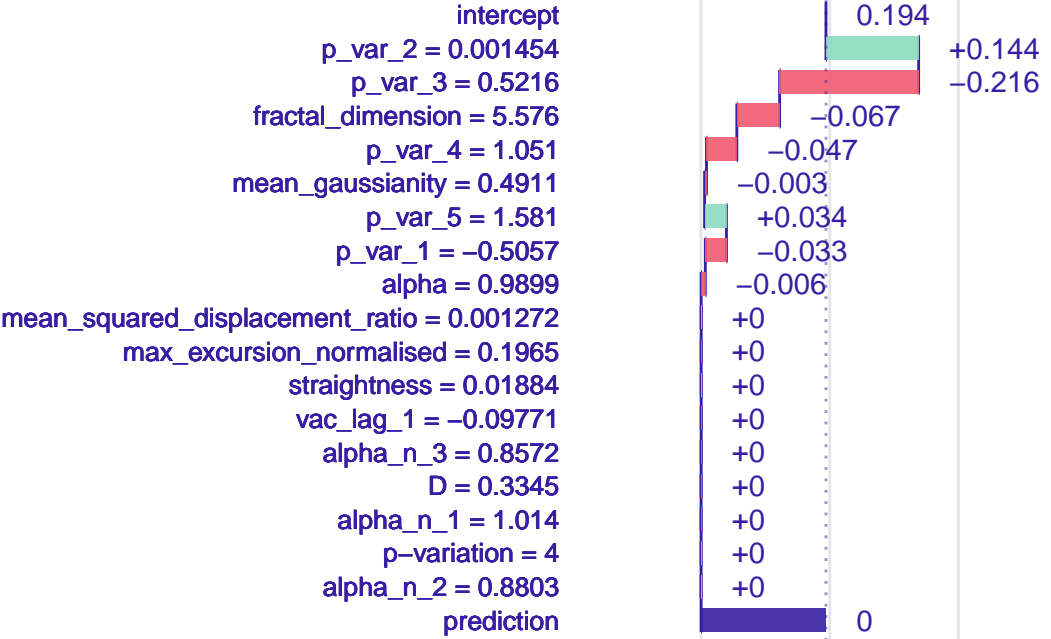 intercept 0.194
p_var_2 = 0.001454 +0.144
p_var_3 = 0.5216 −0.216
fractal_dimension = 5.576 −0.067
p_var_4 = 1.051 −0.047
mean_gaussianity = 0.4911 −0.003
p_var_5 = 1.581 +0.034
p_var_1 = −0.5057 −0.033
alpha = 0.9899 −0.006
mean_squared_displacement_ratio = 0.001272 +0
max_excursion_normalised = 0.1965 +0
straightness = 0.01884 +0
vac_lag_1 = −0.09771 +0
alpha_n_3 = 0.8572 +0
D = 0.3345 +0
alpha_n_1 = 1.014 +0
p−variation = 4 +0
alpha_n_2 = 0.8803 +0
prediction 0